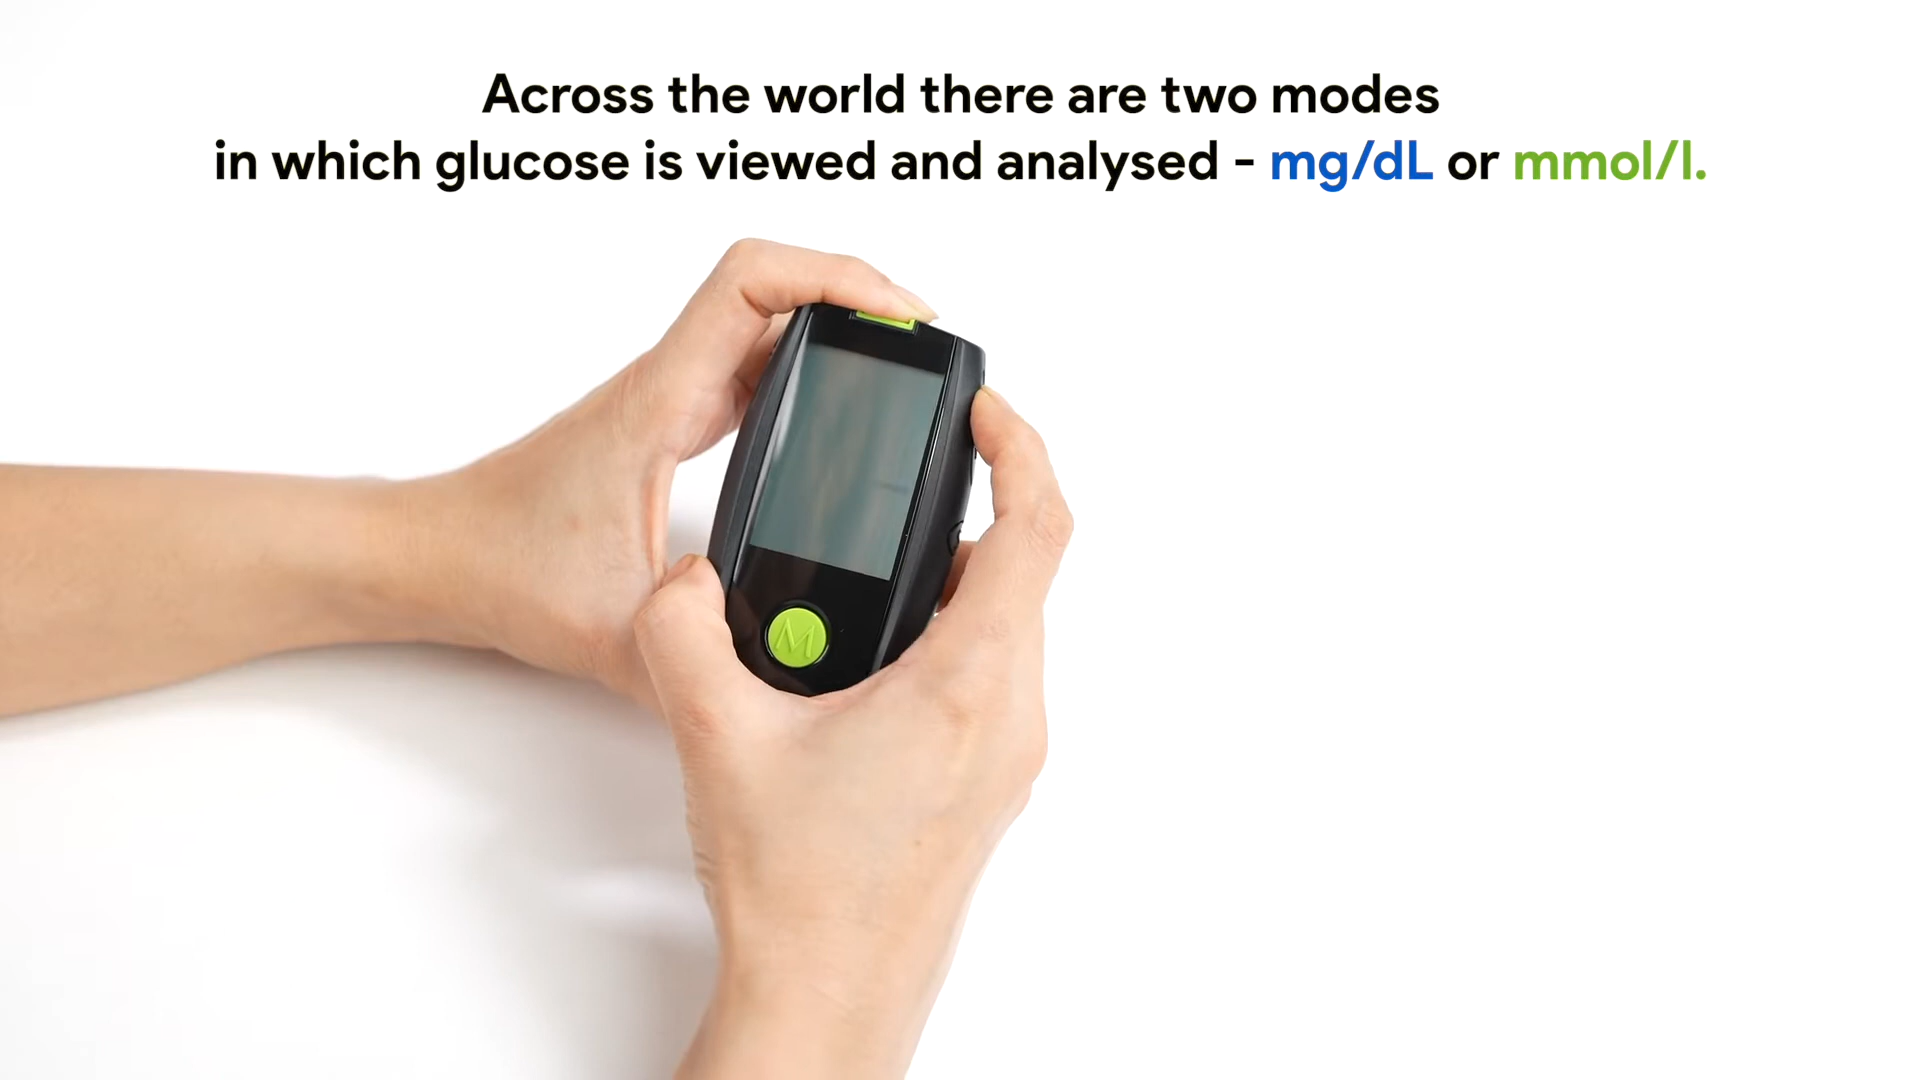 Across the world there are two modes
in which glucose is viewed and analysed - mg/dL or mmol/l.
M